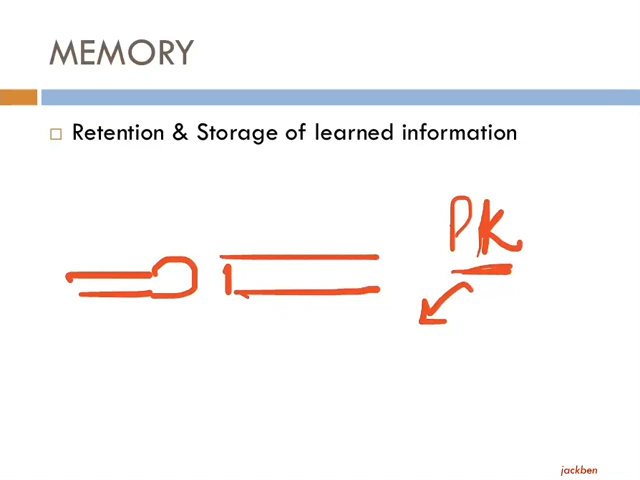 MEMORY
Retention & Storage of learned information
PK
jackben